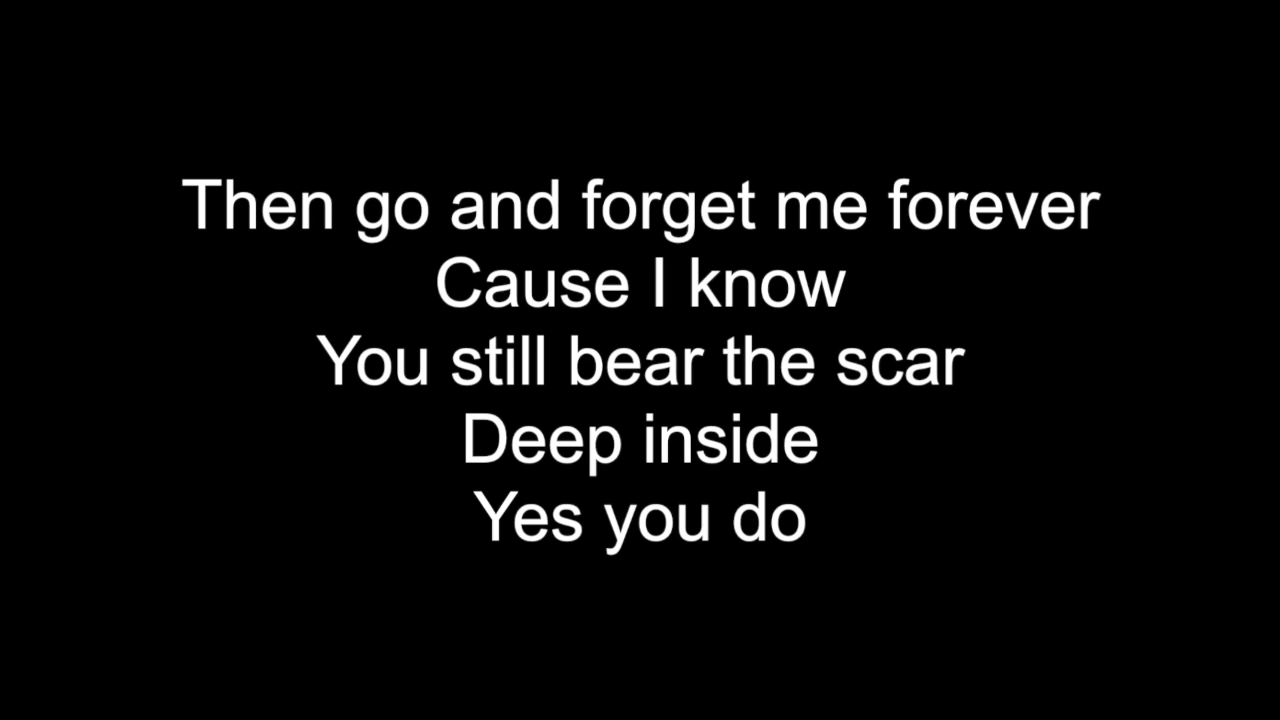 Then go and forget me forever
Cause I know
You still bear the scar
Deep inside
Yes you do